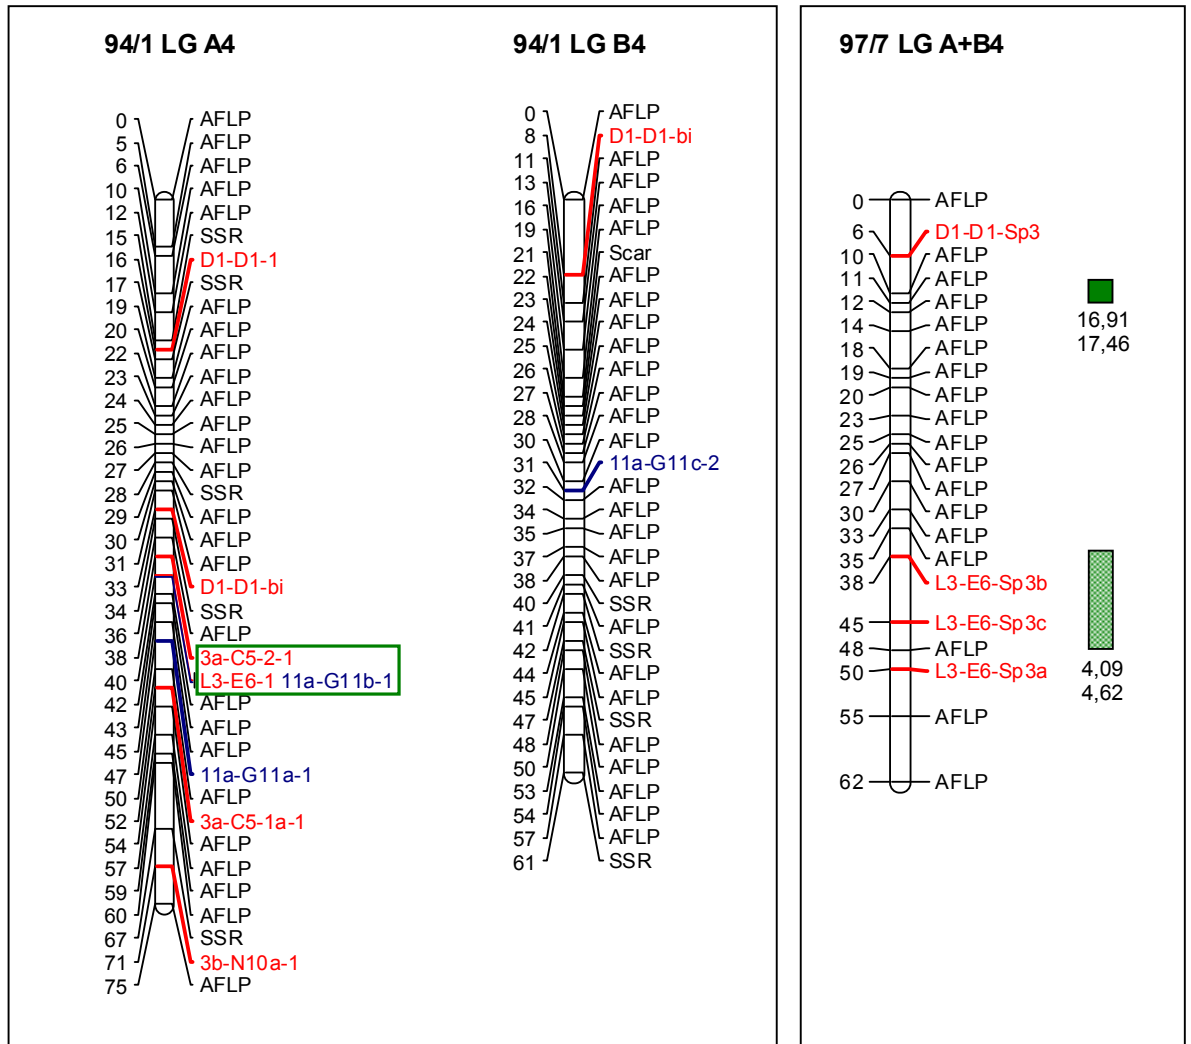 94/1 LG A4
0 AFLP
5 AFLP
6 AFLP
10 AFLP
12 AFLP
15 SSR
16 D1-D1-1
17 SSR
19 AFLP
20 AFLP
22 AFLP
23 AFLP
24 AFLP
25 AFLP
26 AFLP
27 AFLP
28 SSR
29 AFLP
30 AFLP
31 AFLP
33 D1-D1-bi
34 SSR
36 AFLP
38 3a-C5-2-1
40 L3-E6-1 11a-G11b-1
42 AFLP
43 AFLP
45 AFLP
47 11a-G11a-1
50 AFLP
52 3a-C5-1a-1
54 AFLP
57 AFLP
59 AFLP
60 AFLP
67 SSR
71 3b-N10a-1
75 AFLP
94/1 LG B4
0 AFLP
8 D1-D1-bi
11 AFLP
13 AFLP
16 AFLP
19 AFLP
21 Scar
22 AFLP
23 AFLP
24 AFLP
25 AFLP
26 AFLP
27 AFLP
28 AFLP
30 AFLP
31 11a-G11c-2
32 AFLP
34 AFLP
35 AFLP
37 AFLP
38 AFLP
40 SSR
41 AFLP
42 SSR
44 AFLP
45 AFLP
47 SSR
48 AFLP
50 AFLP
53 AFLP
54 AFLP
57 AFLP
61 SSR
97/7 LG A+B4
0 AFLP
6 D1-D1-Sp3
10 AFLP
11 AFLP
12 AFLP
14 AFLP
18 AFLP
19 AFLP
20 AFLP
23 AFLP
25 AFLP
26 AFLP
27 AFLP
30 AFLP
33 AFLP
35 AFLP
38 L3-E6-Sp3b
45 L3-E6-Sp3c
48 AFLP
50 L3-E6-Sp3a
55 AFLP
62 AFLP
16,91
17,46
4,09
4,62